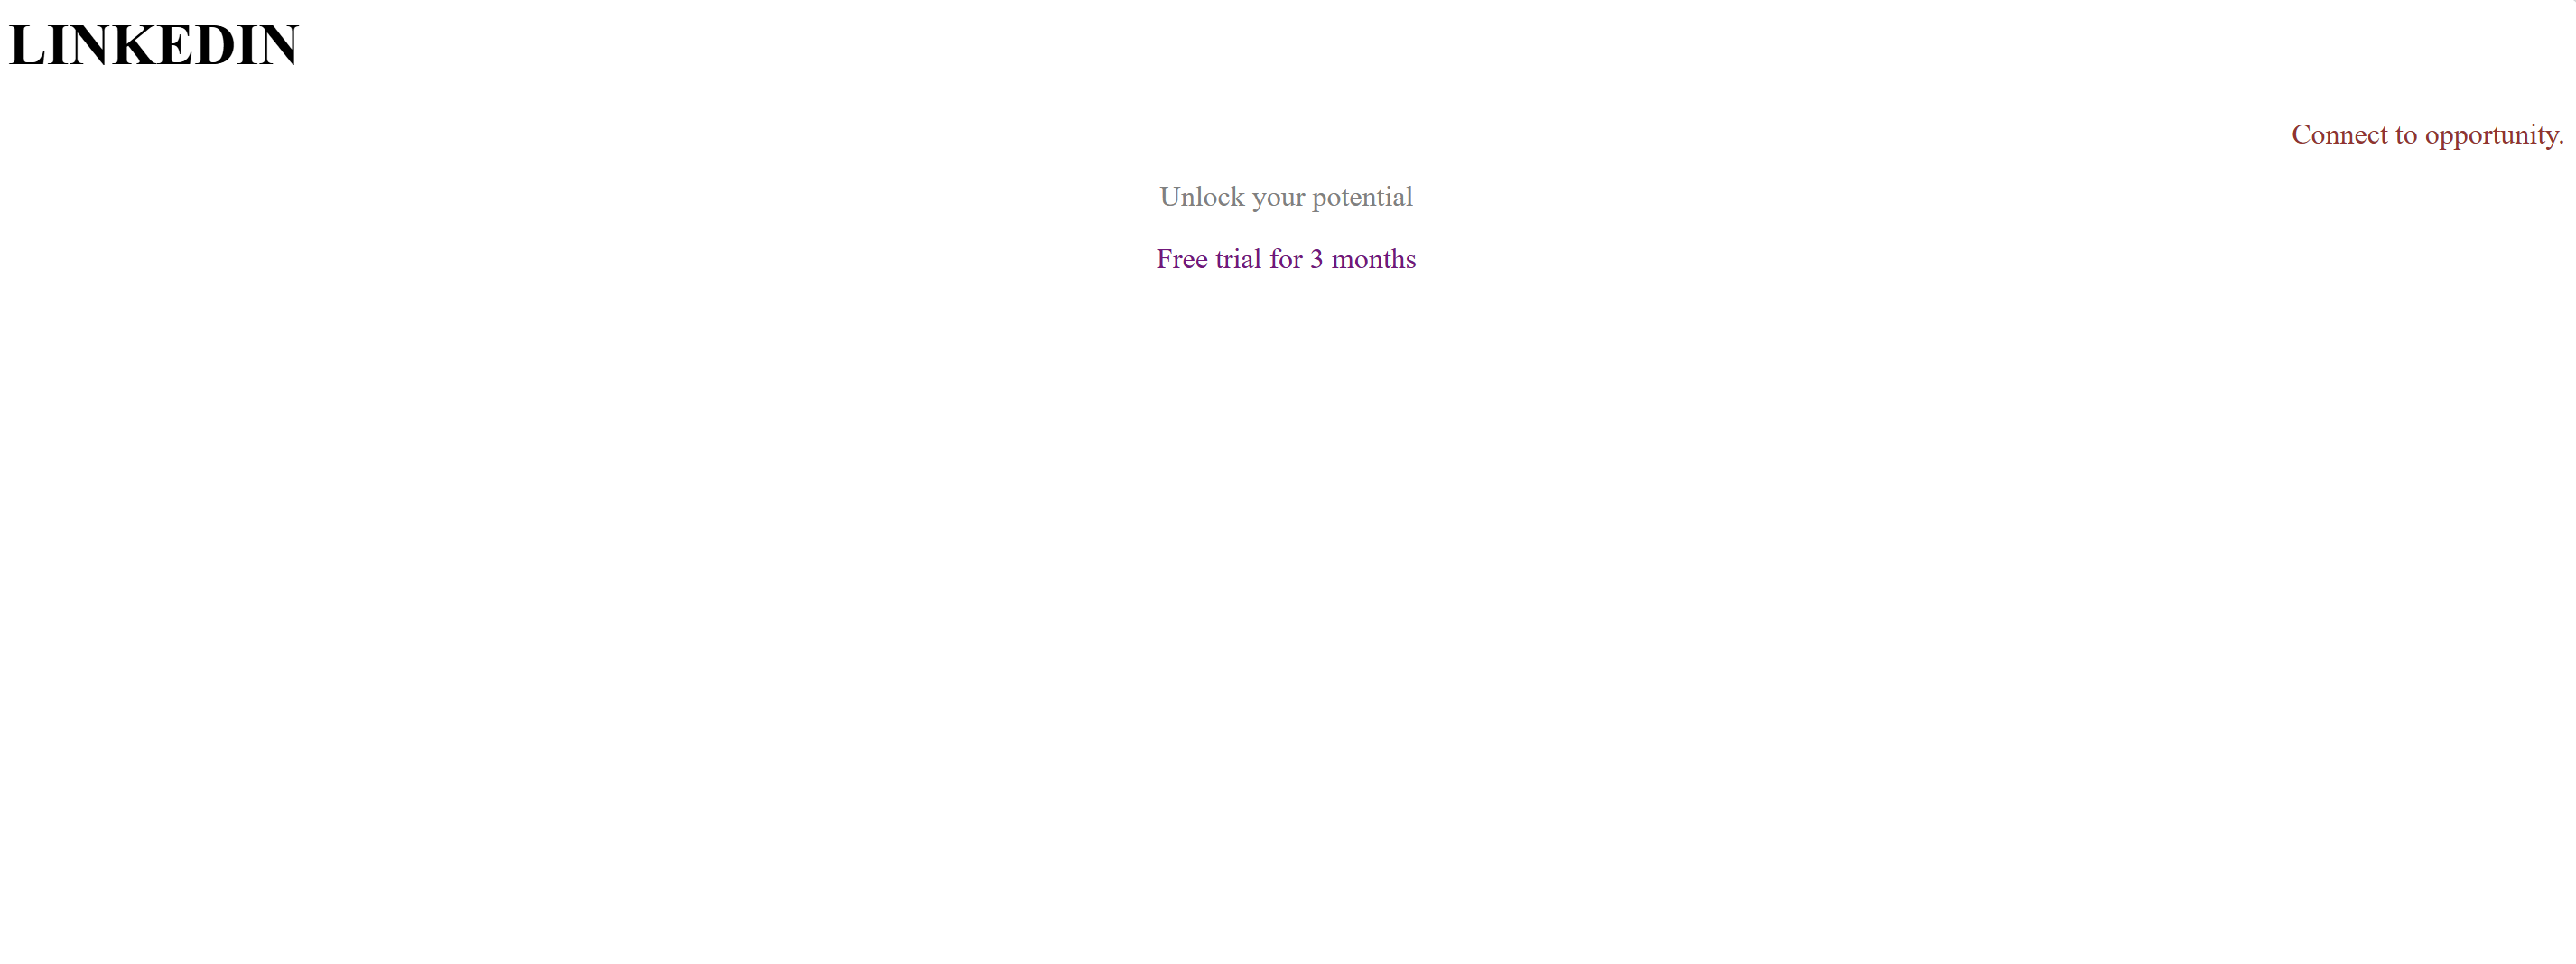 LINKEDIN
Connect to opportunity.
Unlock your potential
Free trial for 3 months